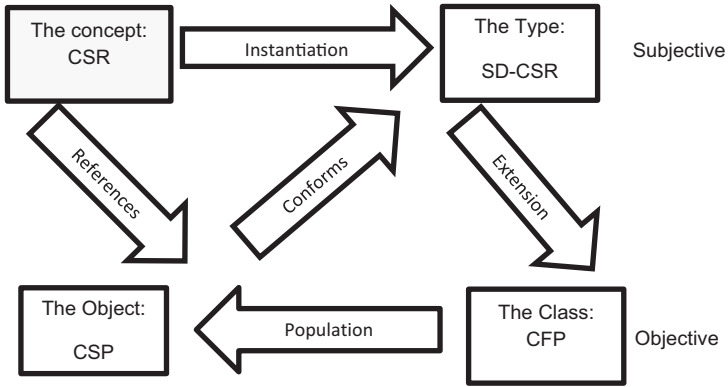 The concept:
CSR
Instantiation
The Type:
SD-CSR
Subjective
References
Conforms
Extension
The Object:
CSP
Population
The Class:
CFP
Objective